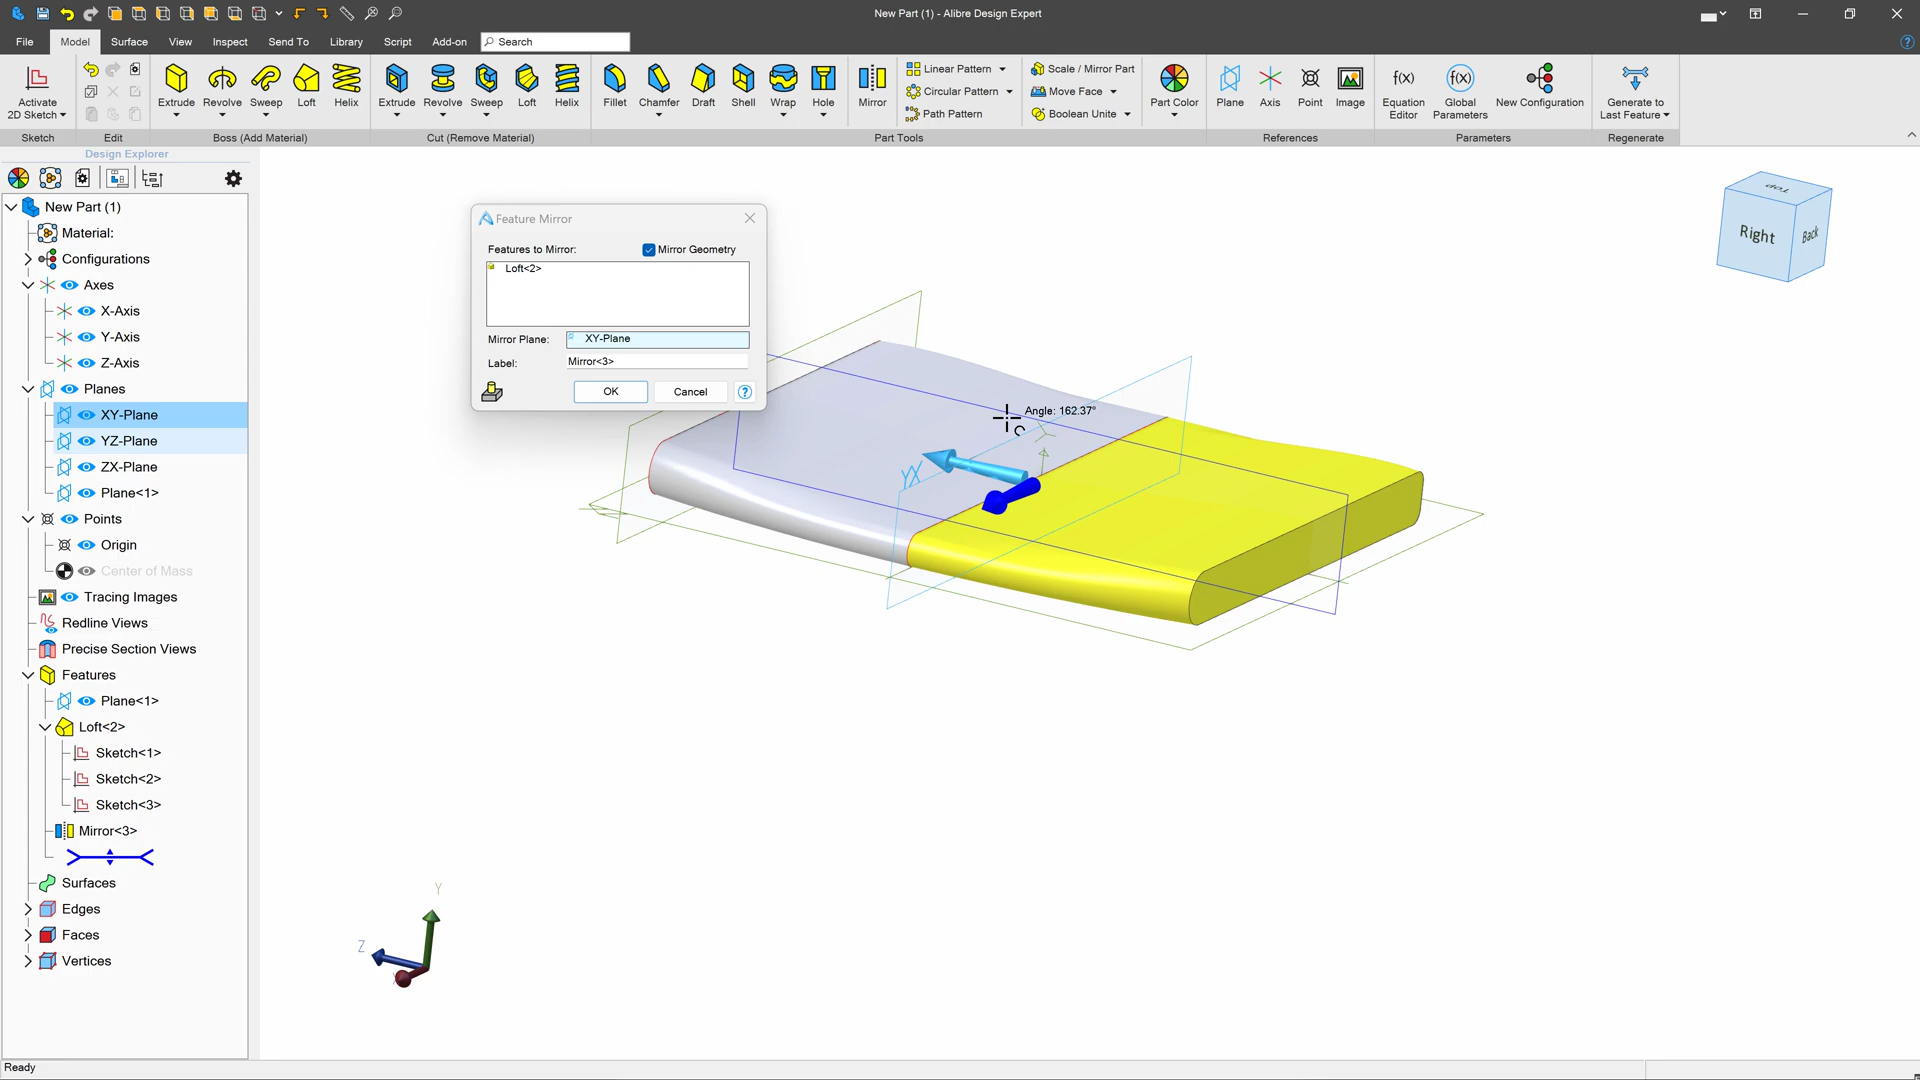 New Part (1) - Alibre Design Expert
File Model Surface View Inspect Send To Library Script Add-on Search
Activate
2D Sketch
Extrude Revolve Sweep Loft Helix
Extrude Revolve Sweep Loft Helix
Fillet Chamfer Draft Shell Wrap Hole Mirror
Linear Pattern
Circular Pattern
Path Pattern
Scale / Mirror Part
Move Face
Boolean Unite
Part Color
Plane Axis Point Image
Equation
Editor
Global
Parameters
New Configuration
Generate to
Last Feature
f(x) f(x)
Sketch Edit Boss (Add Material) Cut (Remove Material) Part Tools References Parameters Regenerate
Design Explorer
New Part (1)
Material:
Configurations
Axes
X-Axis
Y-Axis
Z-Axis
Planes
XY-Plane
YZ-Plane
ZX-Plane
Plane<1>
Points
Origin
Center of Mass
Tracing Images
Redline Views
Precise Section Views
Features
Plane<1>
Loft<2>
Sketch<1>
Sketch<2>
Sketch<3>
Mirror<3>
Surfaces
Edges
Faces
Vertices
Feature Mirror
Features to Mirror: Mirror Geometry
Loft<2>
Mirror Plane: XY-Plane
Label: Mirror<3>
OK Cancel ?
Angle: 162.37°
YX
Top
Right
Back
Y
Z
Ready